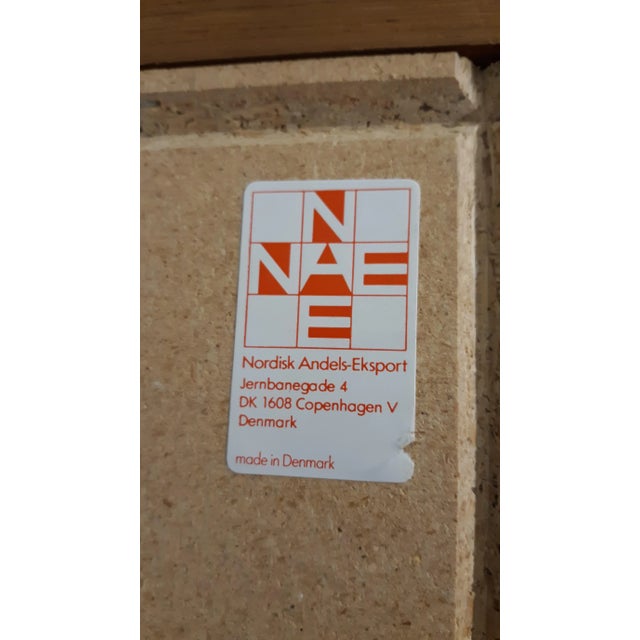 N
NAE
E
Nordisk Andels-Eksport
Jernbanegade 4
DK 1608 Copenhagen V
Denmark
made in Denmark